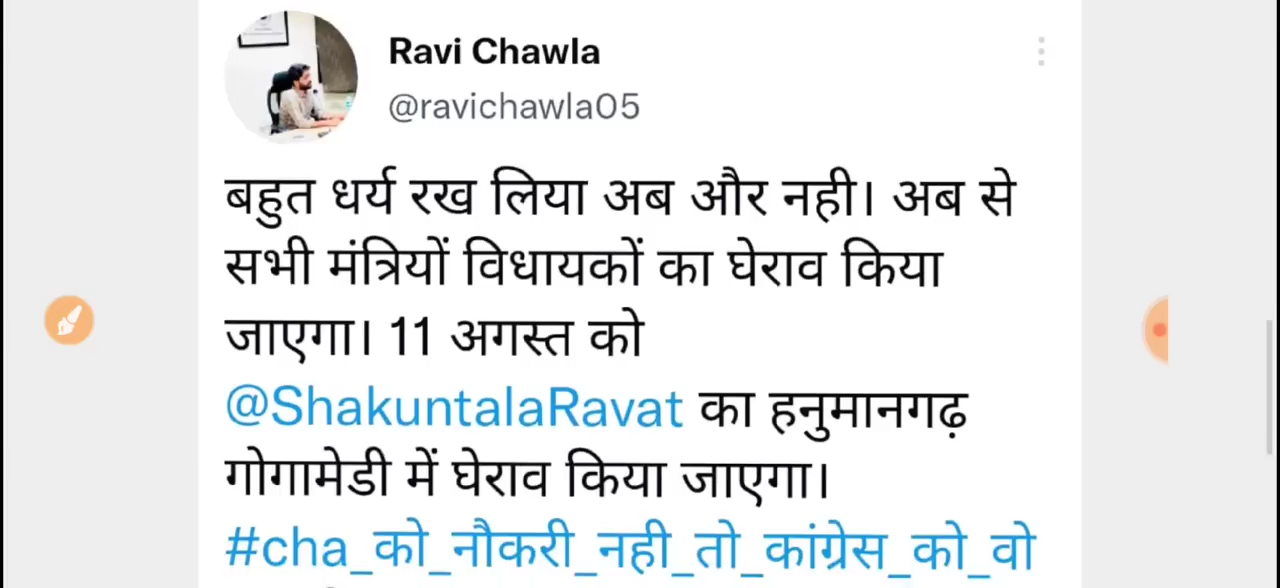 Ravi Chawla
@ravichawla05
बहुत धर्य रख लिया अब और नही। अब से
सभी मंत्रियों विधायकों का घेराव किया
जाएगा। 11 अगस्त को
@ShakuntalaRavat का हनुमानगढ़
गोगामेडी में घेराव किया जाएगा।
#cha_को_नौकरी_नही_तो_कांग्रेस_को_वो